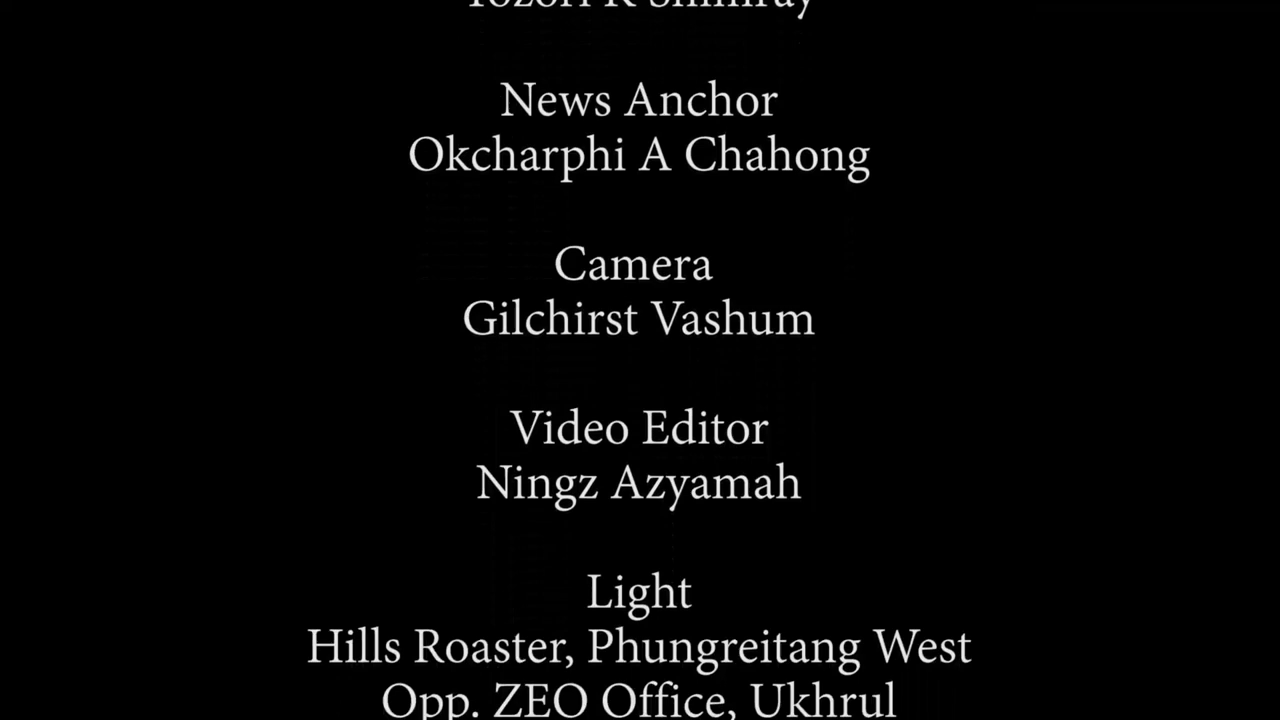 News Anchor
Okcharphi A Chahong
Camera
Gilchirst Vashum
Video Editor
Ningz Azyamah
Light
Hills Roaster, Phungreitang West
Opp. ZEO Office, Ukhrul